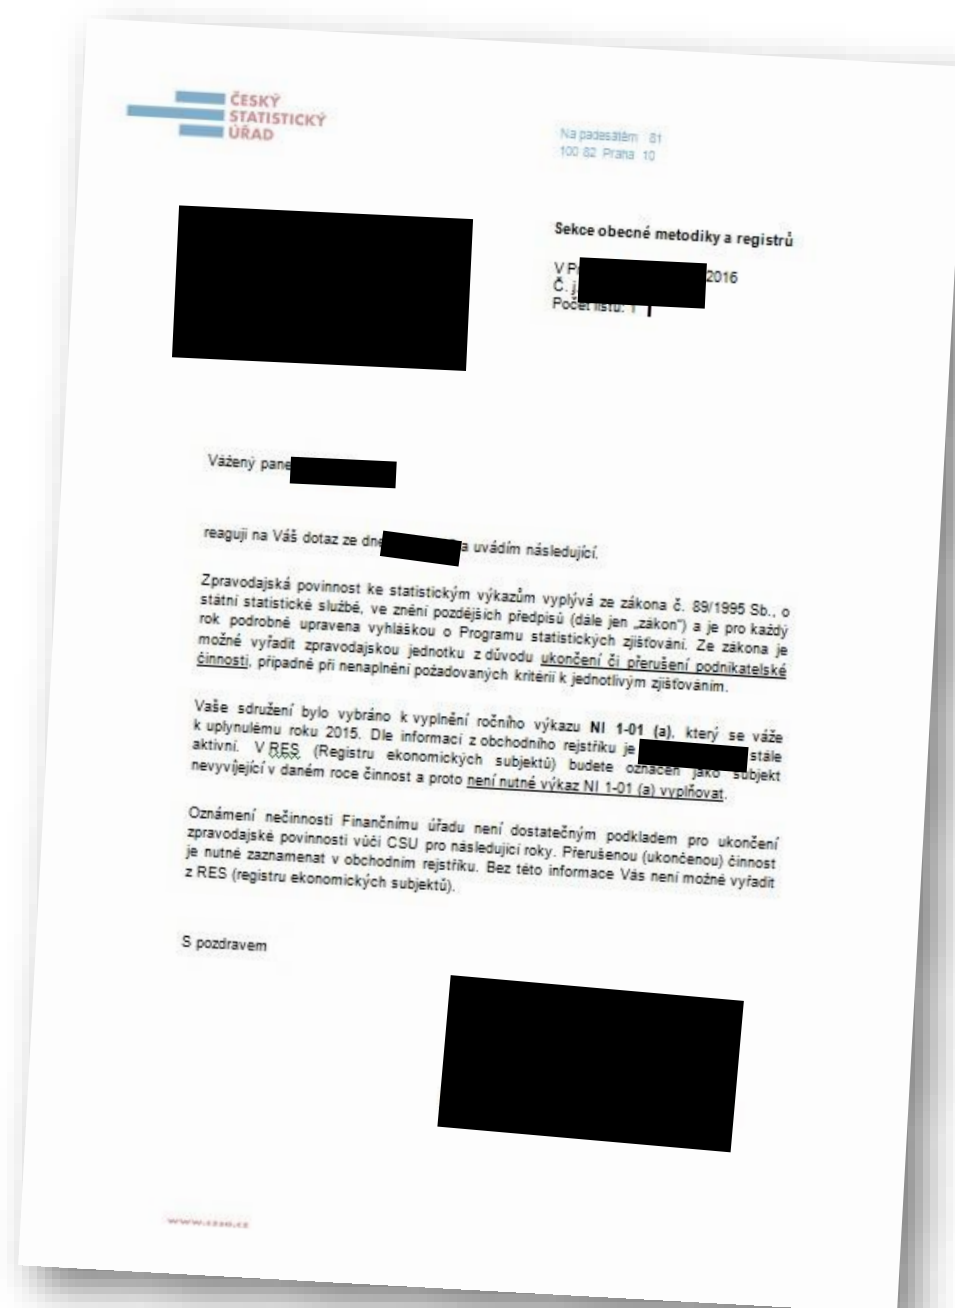 ČESKÝ
STATISTICKÝ
ÚŘAD
Na padesátém 81
100 82 Praha 10
Sekce obecné metodiky a registrů
V 2016
Č. j.
Počet listů: 1
Vážený pane
reaguji na Váš dotaz ze dne a uvádím následující.
Zpravodajská povinnost ke statistickým výkazům vyplývá ze zákona č. 89/1995 Sb., o
státní statistické službě, ve znění pozdějších předpisů (dále jen „zákon“) a je pro každý
rok podrobně upravena vyhláškou o Programu statistických zjišťování. Ze zákona je
možné vyřadit zpravodajskou jednotku z důvodu ukončení či přerušení podnikatelské
činnosti, případně při nenaplnění požadovaných kritérií k jednotlivým zjišťováním.
Vaše sdružení bylo vybráno k vyplnění ročního výkazu NI 1-01 (a), který se váže
k uplynulému roku 2015. Dle informací z obchodního rejstříku je stále
aktivní. V RES (Registru ekonomických subjektů) budete označen jako subjekt
nevyvíjející v daném roce činnost a proto není nutné výkaz NI 1-01 (a) vyplňovat.
Oznámení nečinnosti Finančnímu úřadu není dostatečným podkladem pro ukončení
zpravodajské povinnosti vůči CSU pro následující roky. Přerušenou (ukončenou) činnost
je nutné zaznamenat v obchodním rejstříku. Bez této informace Vás není možné vyřadit
z RES (registru ekonomických subjektů).
S pozdravem
www.czso.cz